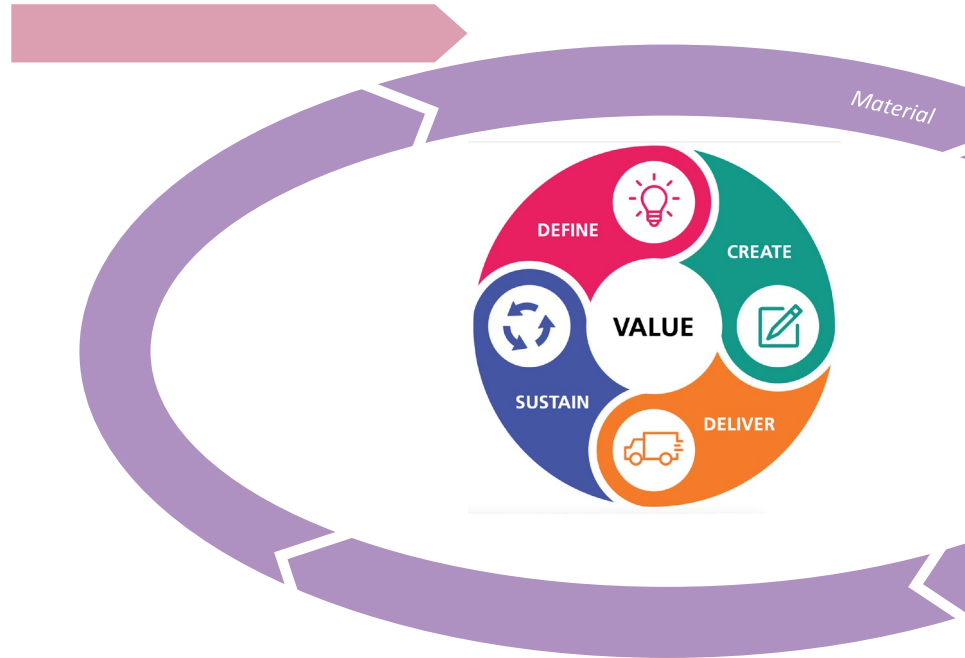 Material
DEFINE
CREATE
VALUE
SUSTAIN
DELIVER